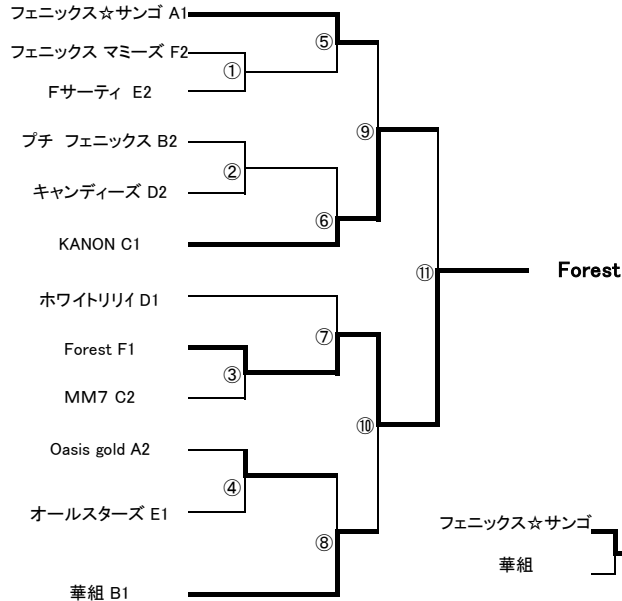 フェニックス☆サンゴ A1
フェニックス マミーズ F2
Fサーティ E2
プチ フェニックス B2
キャンディーズ D2
KANON C1
ホワイトリリイ D1
Forest F1
MM7 C2
Oasis gold A2
オールスターズ E1
華組 B1
①
②
③
④
⑤
⑥
⑦
⑧
⑨
⑩
⑪
Forest
フェニックス☆サンゴ
華組